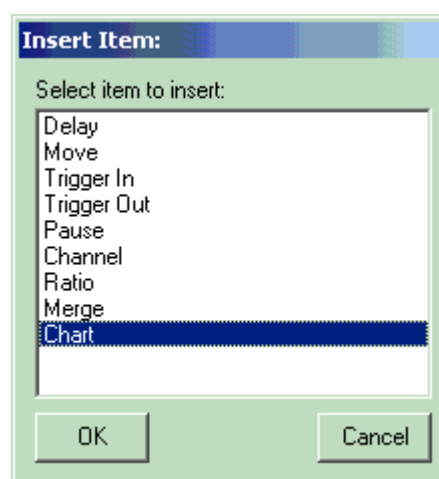 Insert Item:
Select item to insert:
Delay
Move
Trigger In
Trigger Out
Pause
Channel
Ratio
Merge
Chart
OK Cancel